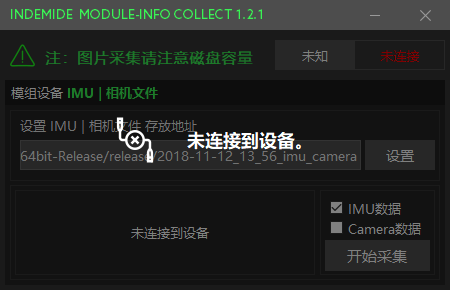 INDEMIDE MODULE-INFO COLLECT 1.2.1
注：图片采集请注意磁盘容量
未知
未连接
模组设备 IMU | 相机文件
设置 IMU | 相机文件 存放地址
未连接到设备。
64bit-Release/release/2018-11-12_13_56_imu_camera
设置
未连接到设备
IMU数据
Camera数据
开始采集